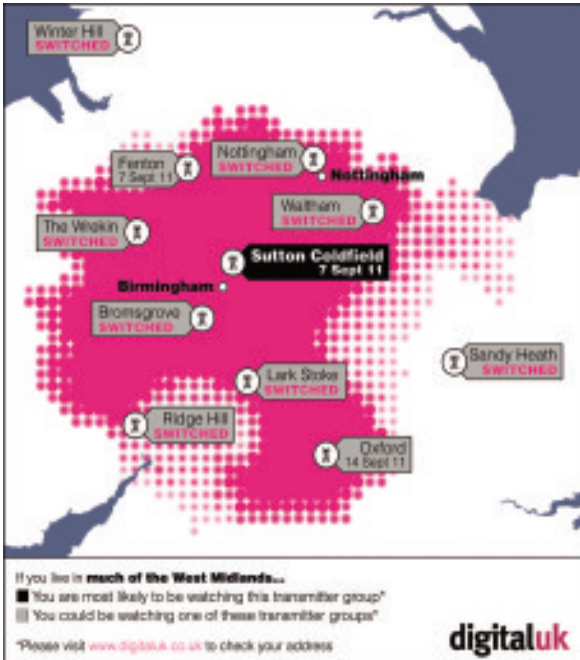 Winter Hill
SWITCHED
Fenton
7 Sept 11
Nottingham
SWITCHED
Nottingham
Waltham
SWITCHED
The Wrekin
SWITCHED
Sutton Coldfield
7 Sept 11
Birmingham
Bromsgrove
SWITCHED
Sandy Heath
SWITCHED
Lark Stoke
SWITCHED
Ridge Hill
SWITCHED
Oxford
14 Sept 11
If you live in much of the West Midlands...
You are most likely to be watching this transmitter group*
You could be watching one of these transmitter groups*
*Please visit www.digitaluk.co.uk to check your address
digitaluk